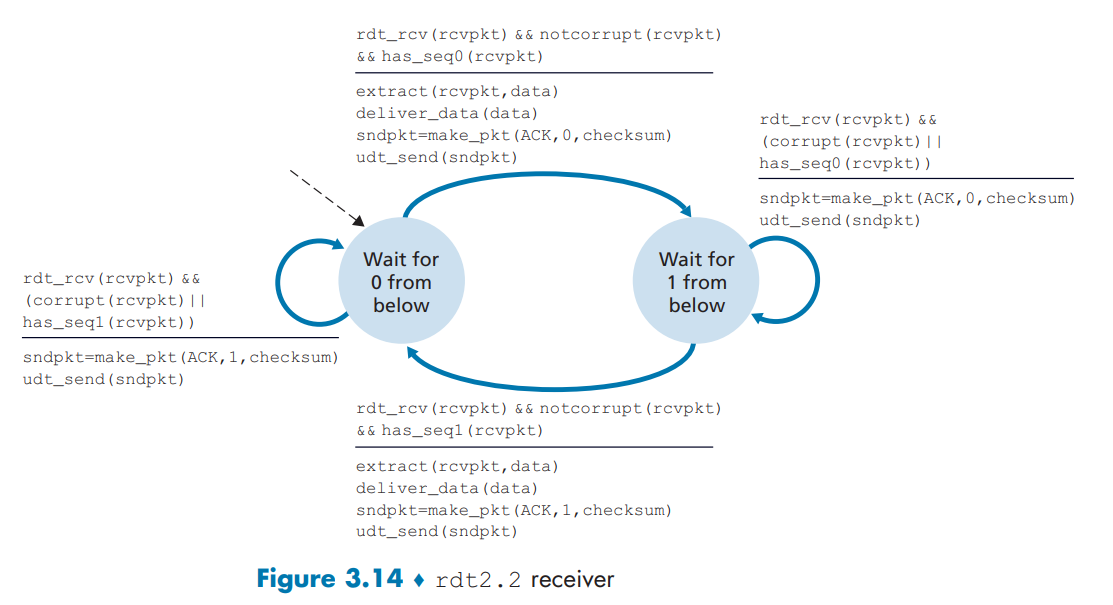 rdt_rcv(rcvpkt) && notcorrupt(rcvpkt)
&& has_seq0(rcvpkt)
extract(rcvpkt,data)
deliver_data(data)
sndpkt=make_pkt(ACK,0,checksum)
udt_send(sndpkt)
rdt_rcv(rcvpkt) &&
(corrupt(rcvpkt)||
has_seq0(rcvpkt))
sndpkt=make_pkt(ACK,0,checksum)
udt_send(sndpkt)
Wait for
0 from
below
Wait for
1 from
below
rdt_rcv(rcvpkt) &&
(corrupt(rcvpkt)||
has_seq1(rcvpkt))
sndpkt=make_pkt(ACK,1,checksum)
udt_send(sndpkt)
rdt_rcv(rcvpkt) && notcorrupt(rcvpkt)
&& has_seq1(rcvpkt)
extract(rcvpkt,data)
deliver_data(data)
sndpkt=make_pkt(ACK,1,checksum)
udt_send(sndpkt)
Figure 3.14 ♦ rdt2.2 receiver